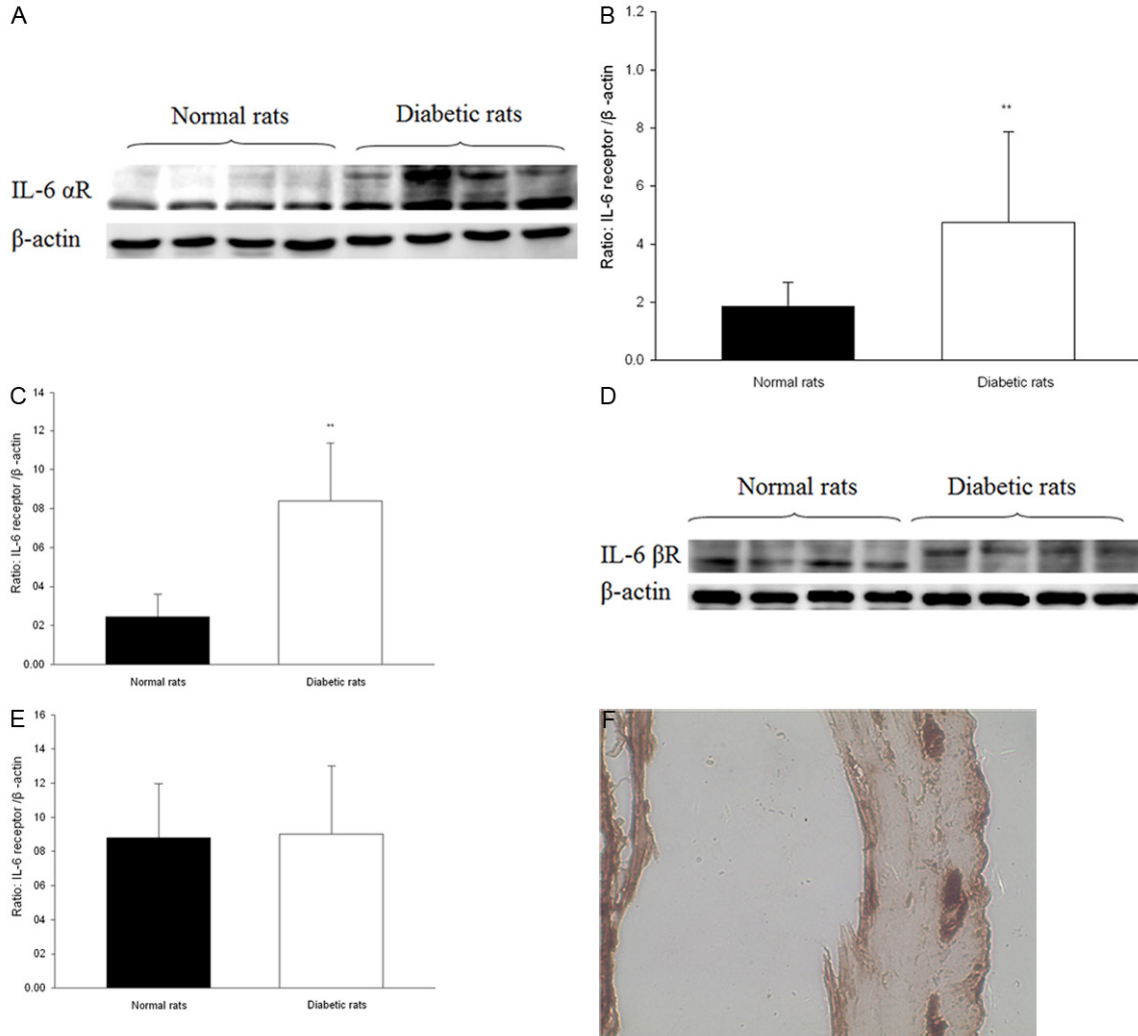 A
Normal rats
Diabetic rats
IL-6 αR
β-actin
B
Ratio: IL-6 receptor /β -actin
1.2
1.0
8
6
4
2
0.0
**
Normal rats
Diabetic rats
C
Ratio: IL-6 receptor /β -actin
14
12
10
08
06
04
02
0.00
**
Normal rats
Diabetic rats
D
Normal rats
Diabetic rats
IL-6 βR
β-actin
E
Ratio: IL-6 receptor /β -actin
16
14
12
10
08
06
04
02
00
Normal rats
Diabetic rats
F